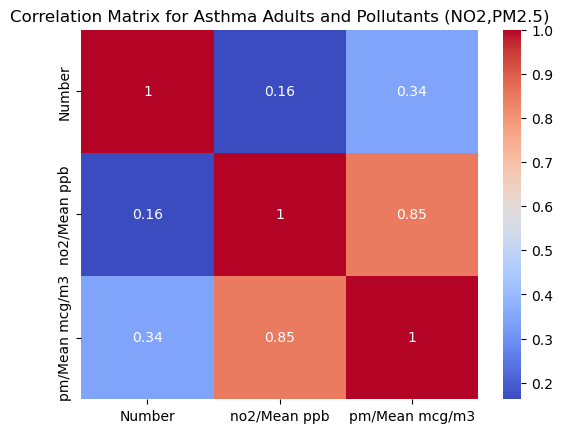 Correlation Matrix for Asthma Adults and Pollutants (NO2,PM2.5)
Number
1
0.16
0.34
no2/Mean ppb
0.16
1
0.85
pm/Mean mcg/m3
0.34
0.85
1
Number
no2/Mean ppb
pm/Mean mcg/m3
1.0
0.9
0.8
0.7
0.6
0.5
0.4
0.3
0.2